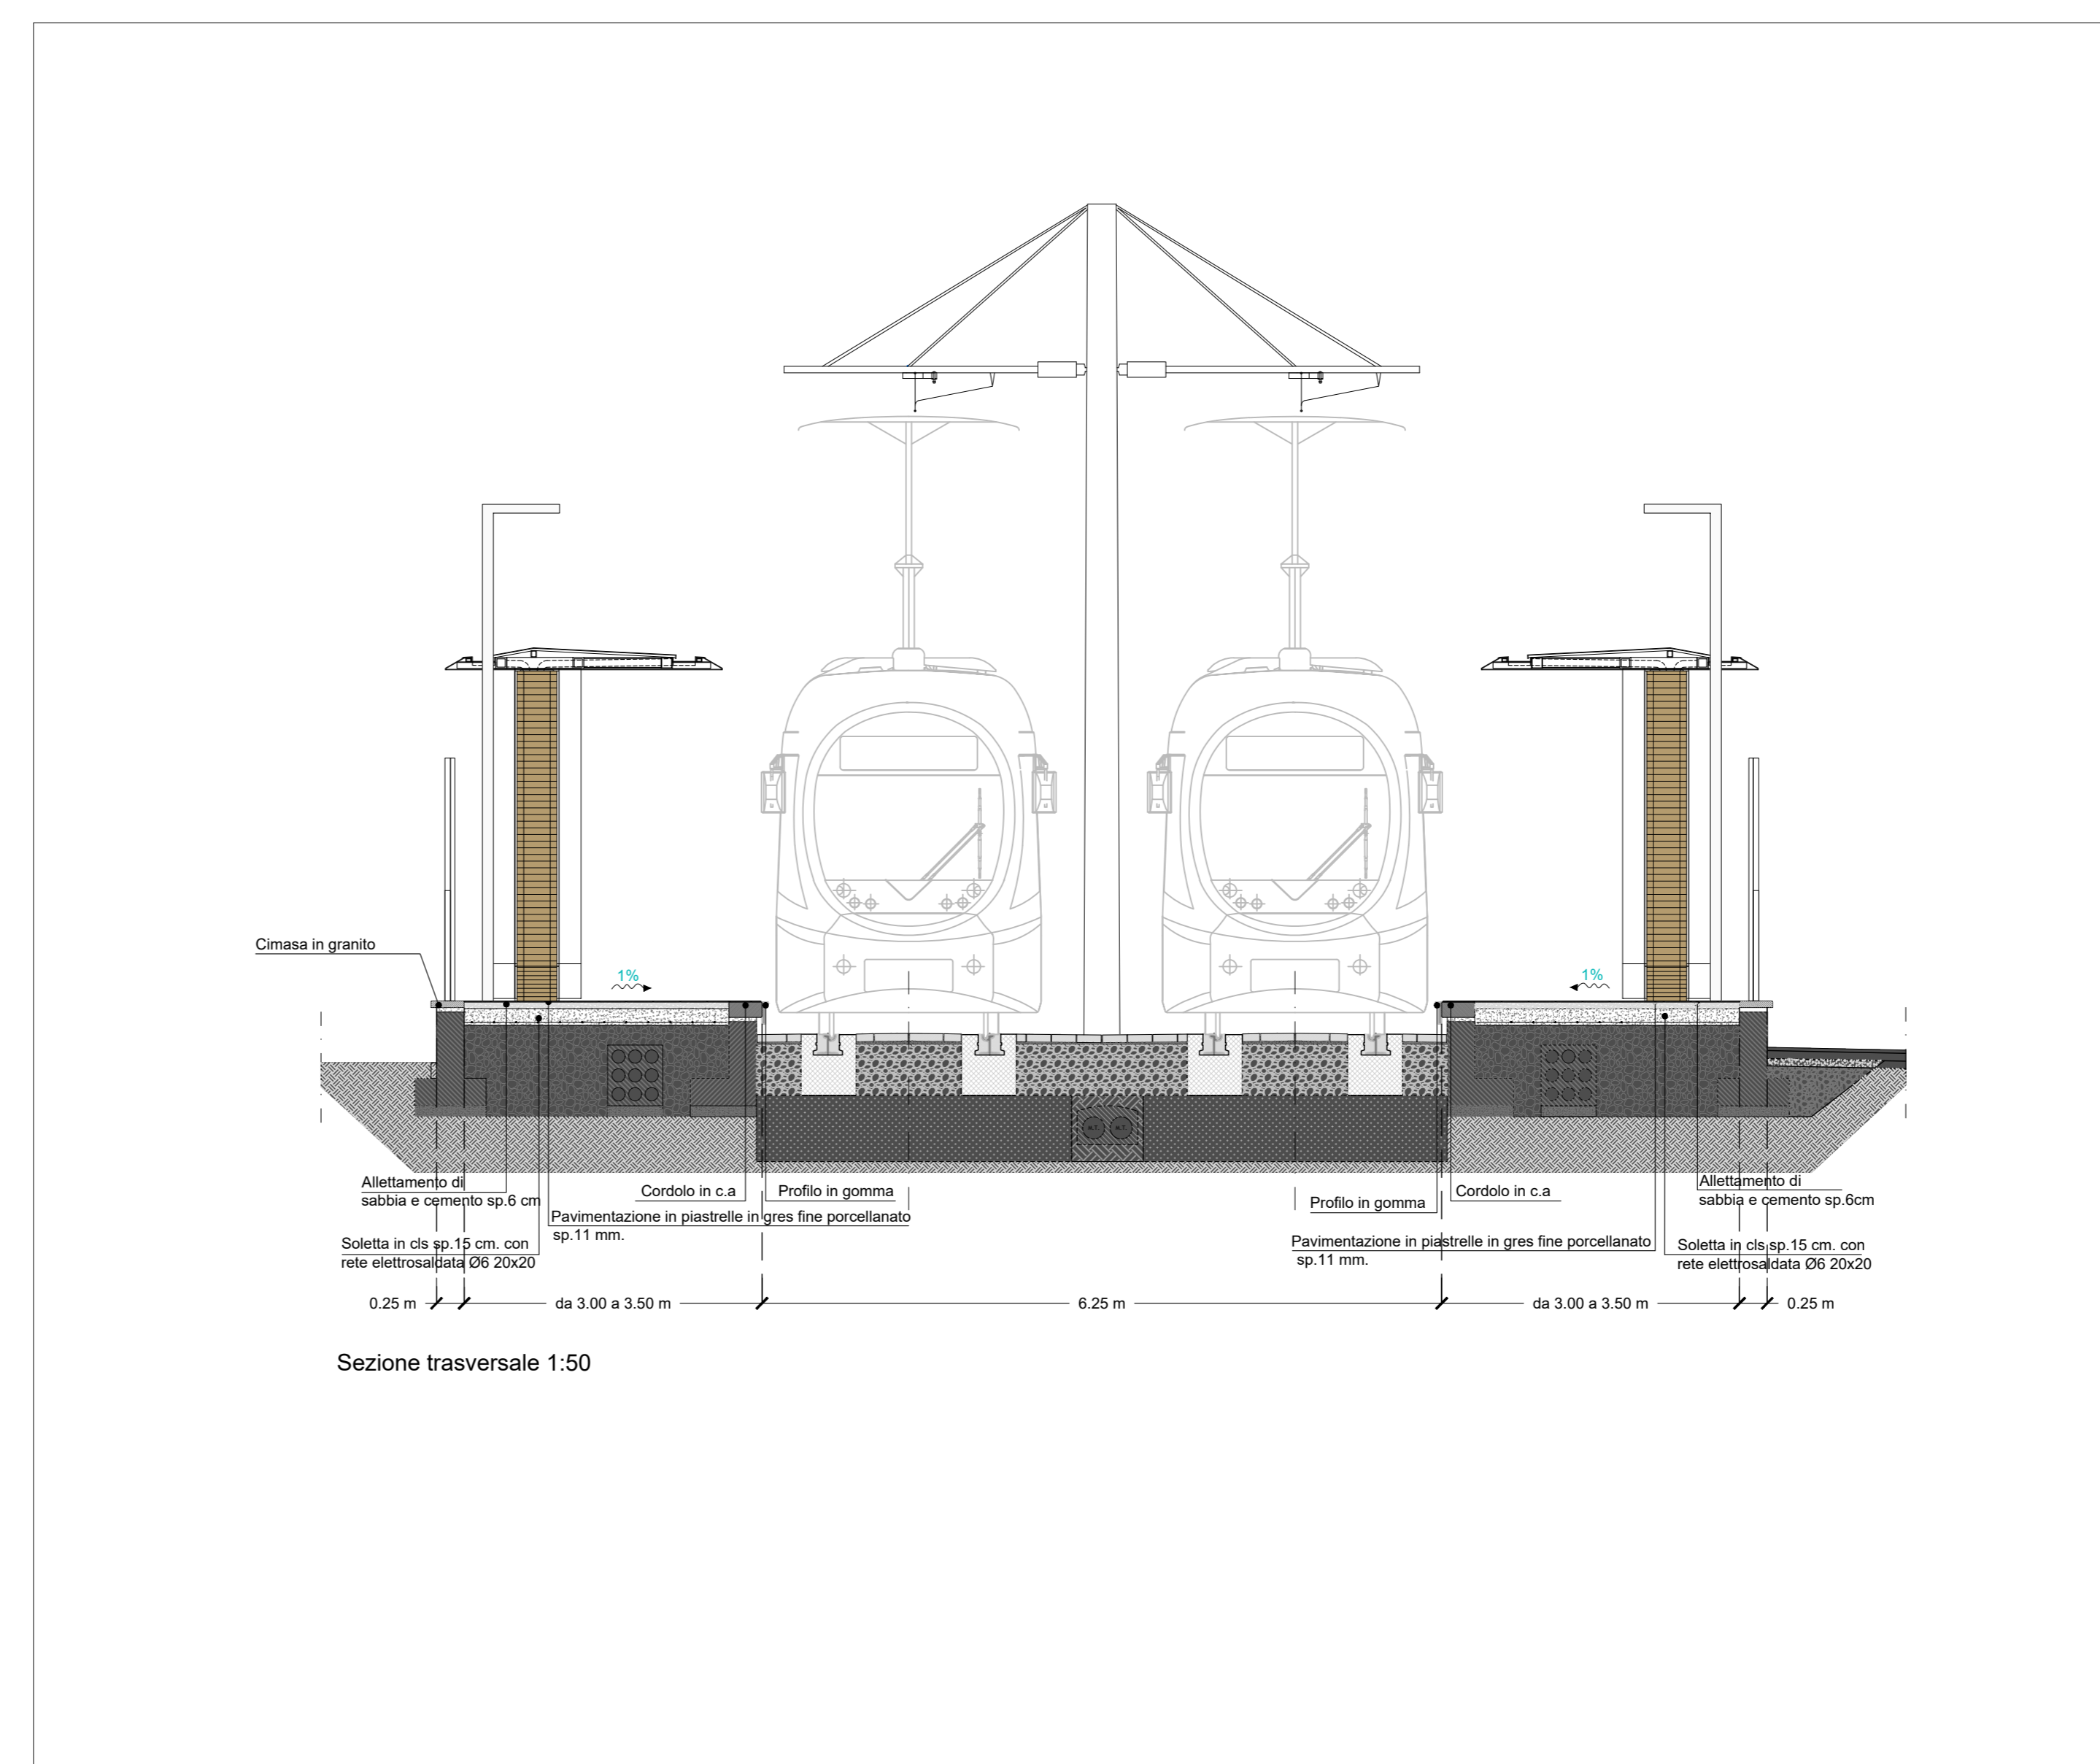 Cimasa in granito
1%
1%
M.T.
M.T.
Allettamento di
sabbia e cemento sp.6 cm
Cordolo in c.a
Profilo in gomma
Pavimentazione in piastrelle in gres fine porcellanato
sp.11 mm.
Soletta in cls sp.15 cm. con
rete elettrosaldata Ø6 20x20
Profilo in gomma
Cordolo in c.a
Allettamento di
sabbia e cemento sp.6cm
Pavimentazione in piastrelle in gres fine porcellanato
sp.11 mm.
Soletta in cls sp.15 cm. con
rete elettrosaldata Ø6 20x20
0.25 m
da 3.00 a 3.50 m
6.25 m
da 3.00 a 3.50 m
0.25 m
Sezione trasversale 1:50